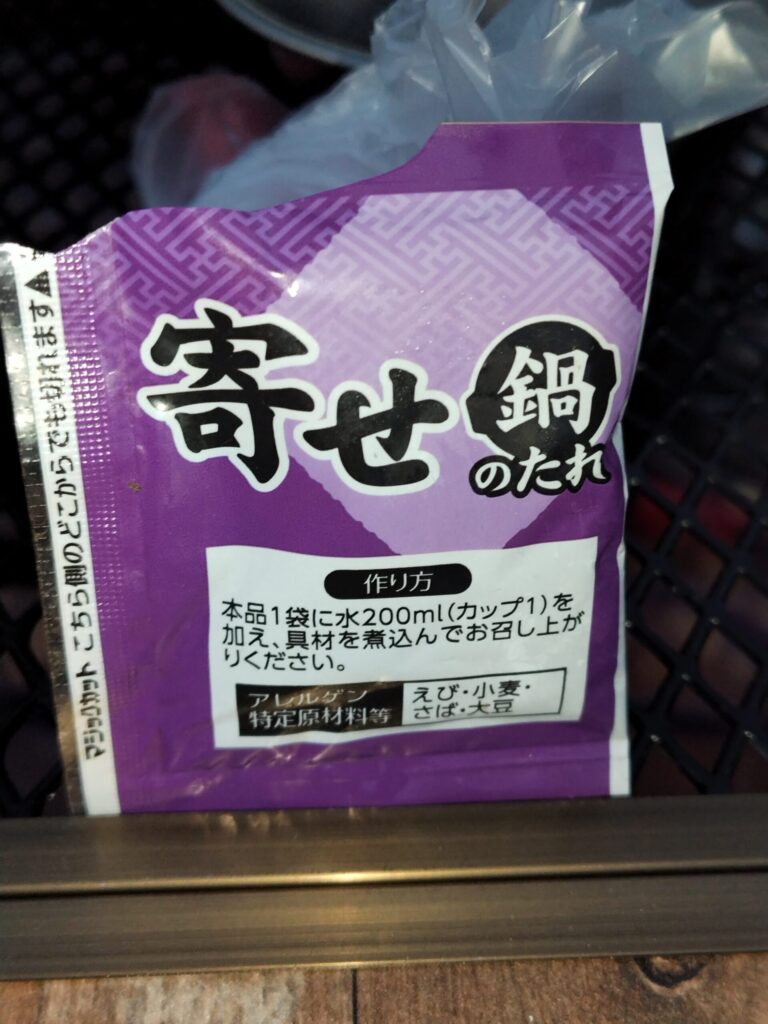 寄せ鍋
のたれ
作り方
本品1袋に水200ml(カップ1)を
加え、具材を煮込んでお召し上が
りください。
アレルゲン
特定原材料等
えび・小麦・
さば・大豆
マジックカット こちら側のどこからでも切れます▲